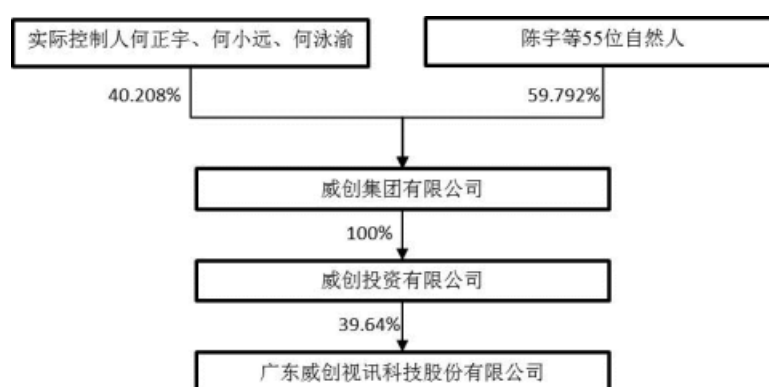 实际控制人何正宇、何小远、何泳渝
陈宇等55位自然人
40.208%
59.792%
威创集团有限公司
100%
威创投资有限公司
39.64%
广东威创视讯科技股份有限公司